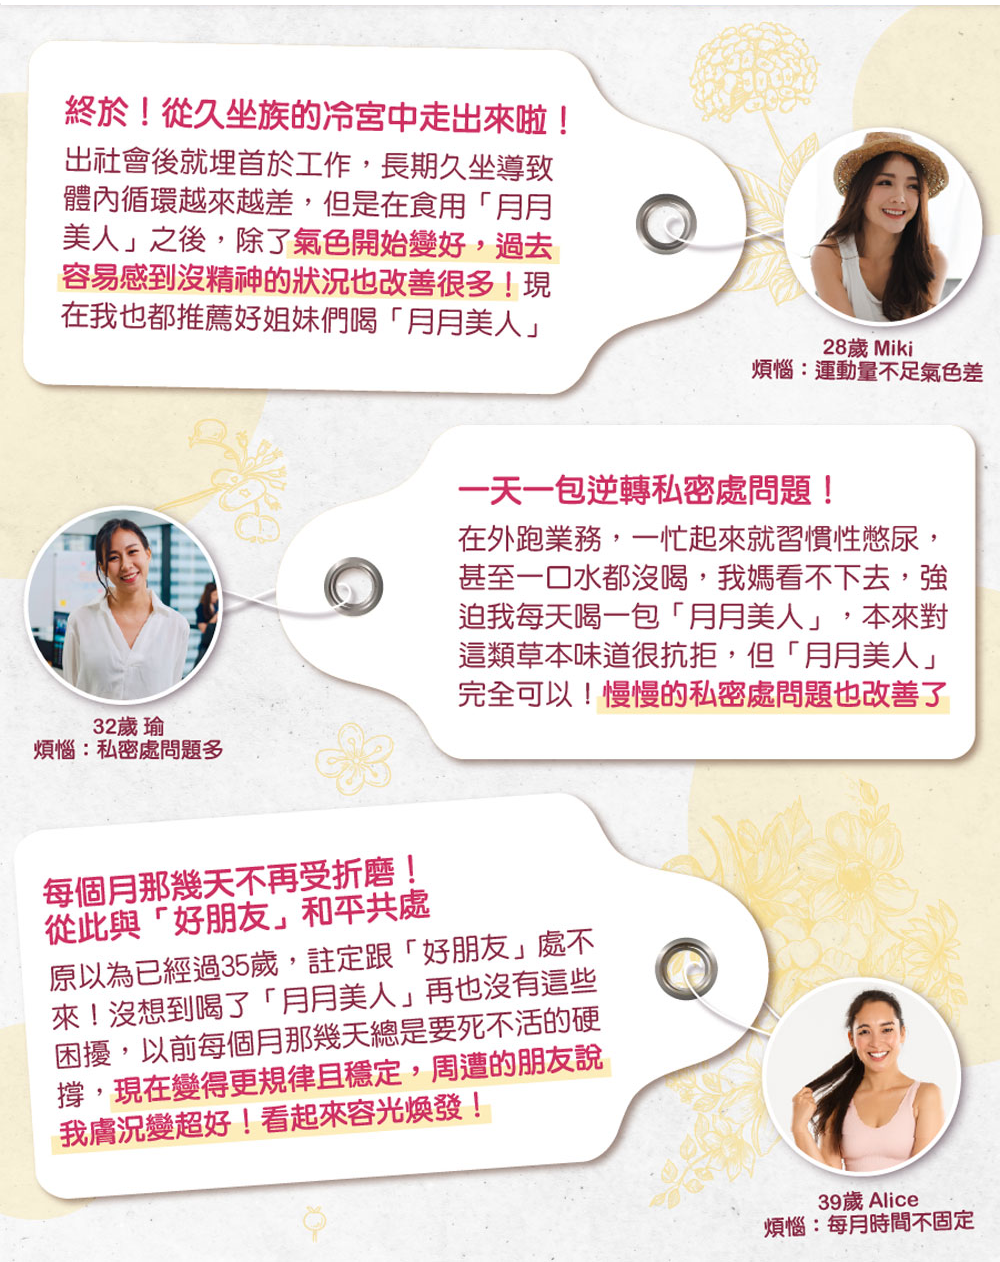 終於！從久坐族的冷宮中走出來啦！
出社會後就埋首於工作，長期久坐導致
體內循環越來越差，但是在食用「月月
美人」之後，除了氣色開始變好，過去
容易感到沒精神的狀況也改善很多！現
在我也都推薦好姐妹們喝「月月美人」
28歲 Miki
煩惱：運動量不足氣色差
一天一包逆轉私密處問題！
在外跑業務，一忙起來就習慣性憋尿，
甚至一口水都沒喝，我媽看不下去，強
迫我每天喝一包「月月美人」，本來對
這類草本味道很抗拒，但「月月美人」
完全可以！慢慢的私密處問題也改善了
32歲 瑜
煩惱：私密處問題多
每個月那幾天不再受折磨！
從此與「好朋友」和平共處
原以為已經過35歲，註定跟「好朋友」處不
來！沒想到喝了「月月美人」再也沒有這些
困擾，以前每個月那幾天總是要死不活的硬
撐，現在變得更規律且穩定，周遭的朋友說
我膚況變超好！看起來容光煥發！
39歲 Alice
煩惱：每月時間不固定